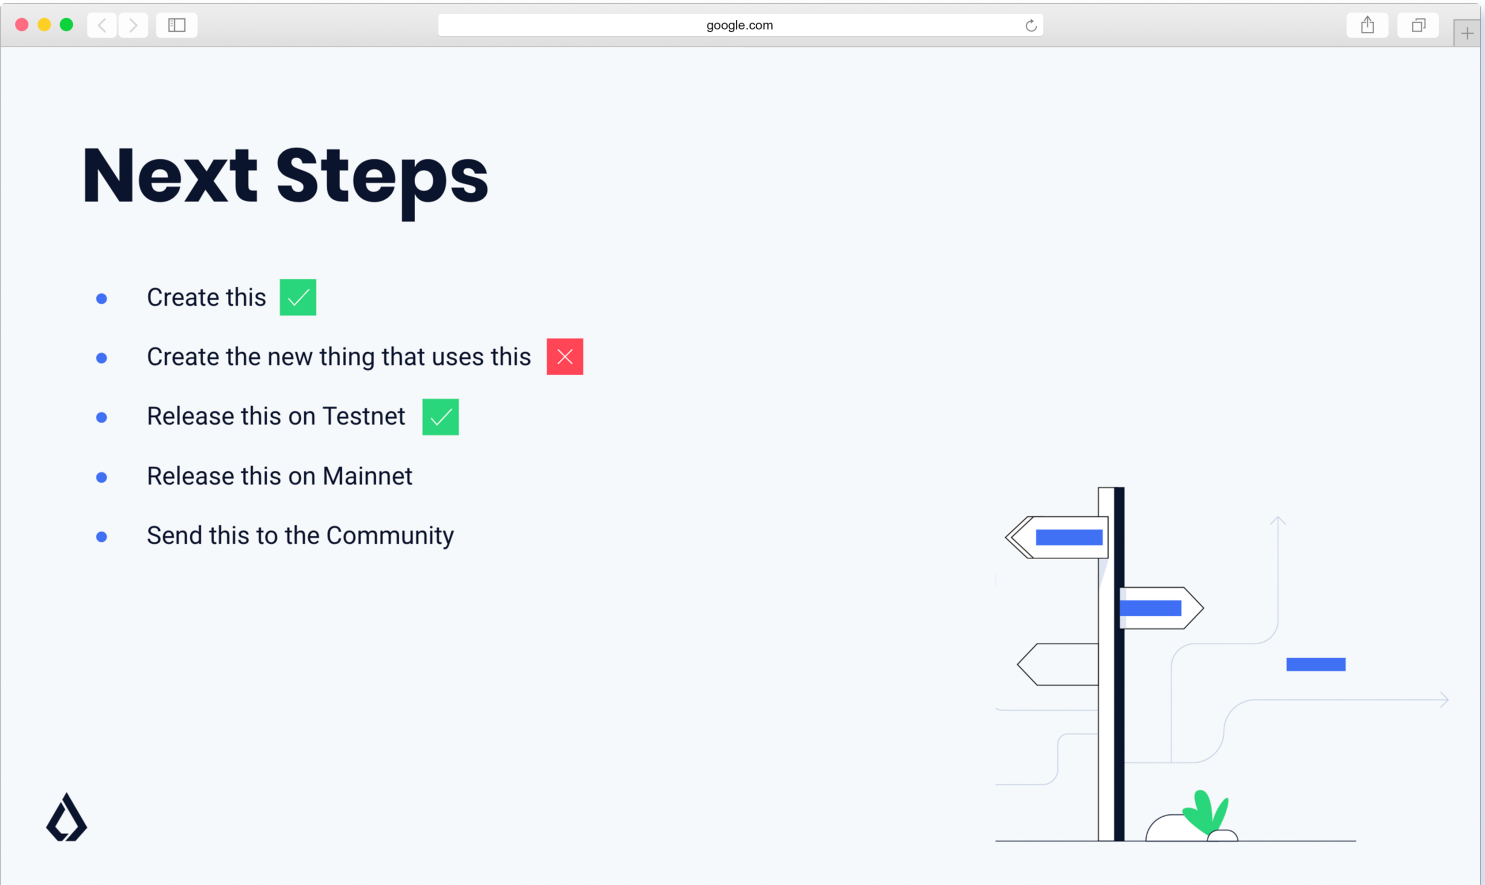 google.com
Next Steps
Create this
Create the new thing that uses this
Release this on Testnet
Release this on Mainnet
Send this to the Community